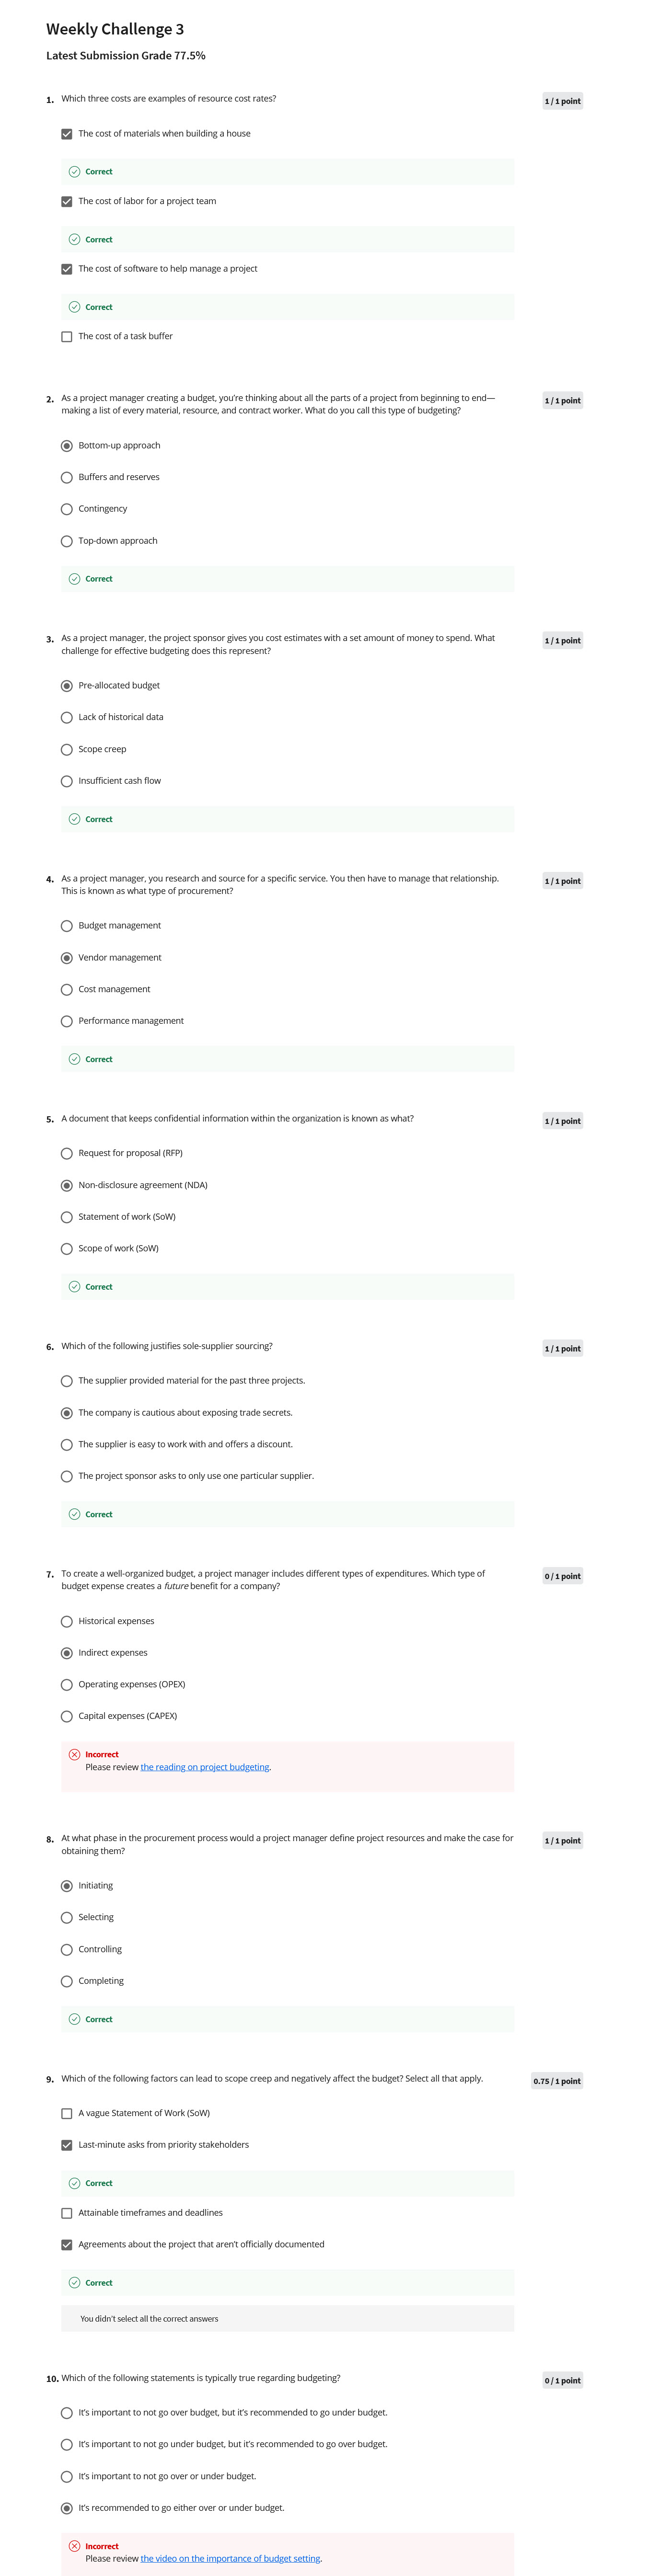 Weekly Challenge 3
Latest Submission Grade 77.5%
1. Which three costs are examples of resource cost rates?
1 / 1 point
The cost of materials when building a house
Correct
The cost of labor for a project team
Correct
The cost of software to help manage a project
Correct
The cost of a task buffer
2. As a project manager creating a budget, you’re thinking about all the parts of a project from beginning to end—
making a list of every material, resource, and contract worker. What do you call this type of budgeting?
1 / 1 point
Bottom-up approach
Buffers and reserves
Contingency
Top-down approach
Correct
3. As a project manager, the project sponsor gives you cost estimates with a set amount of money to spend. What
challenge for effective budgeting does this represent?
1 / 1 point
Pre-allocated budget
Lack of historical data
Scope creep
Insufficient cash flow
Correct
4. As a project manager, you research and source for a specific service. You then have to manage that relationship.
This is known as what type of procurement?
1 / 1 point
Budget management
Vendor management
Cost management
Performance management
Correct
5. A document that keeps confidential information within the organization is known as what?
1 / 1 point
Request for proposal (RFP)
Non-disclosure agreement (NDA)
Statement of work (SoW)
Scope of work (SoW)
Correct
6. Which of the following justifies sole-supplier sourcing?
1 / 1 point
The supplier provided material for the past three projects.
The company is cautious about exposing trade secrets.
The supplier is easy to work with and offers a discount.
The project sponsor asks to only use one particular supplier.
Correct
7. To create a well-organized budget, a project manager includes different types of expenditures. Which type of
budget expense creates a future benefit for a company?
0 / 1 point
Historical expenses
Indirect expenses
Operating expenses (OPEX)
Capital expenses (CAPEX)
Incorrect
Please review the reading on project budgeting.
8. At what phase in the procurement process would a project manager define project resources and make the case for
obtaining them?
1 / 1 point
Initiating
Selecting
Controlling
Completing
Correct
9. Which of the following factors can lead to scope creep and negatively affect the budget? Select all that apply.
0.75 / 1 point
A vague Statement of Work (SoW)
Last-minute asks from priority stakeholders
Correct
Attainable timeframes and deadlines
Agreements about the project that aren’t officially documented
Correct
You didn’t select all the correct answers
10. Which of the following statements is typically true regarding budgeting?
0 / 1 point
It’s important to not go over budget, but it’s recommended to go under budget.
It’s important to not go under budget, but it’s recommended to go over budget.
It’s important to not go over or under budget.
It’s recommended to go either over or under budget.
Incorrect
Please review the video on the importance of budget setting.